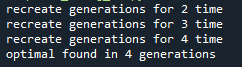 recreate generations for 2 time
recreate generations for 3 time
recreate generations for 4 time
optimal found in 4 generations